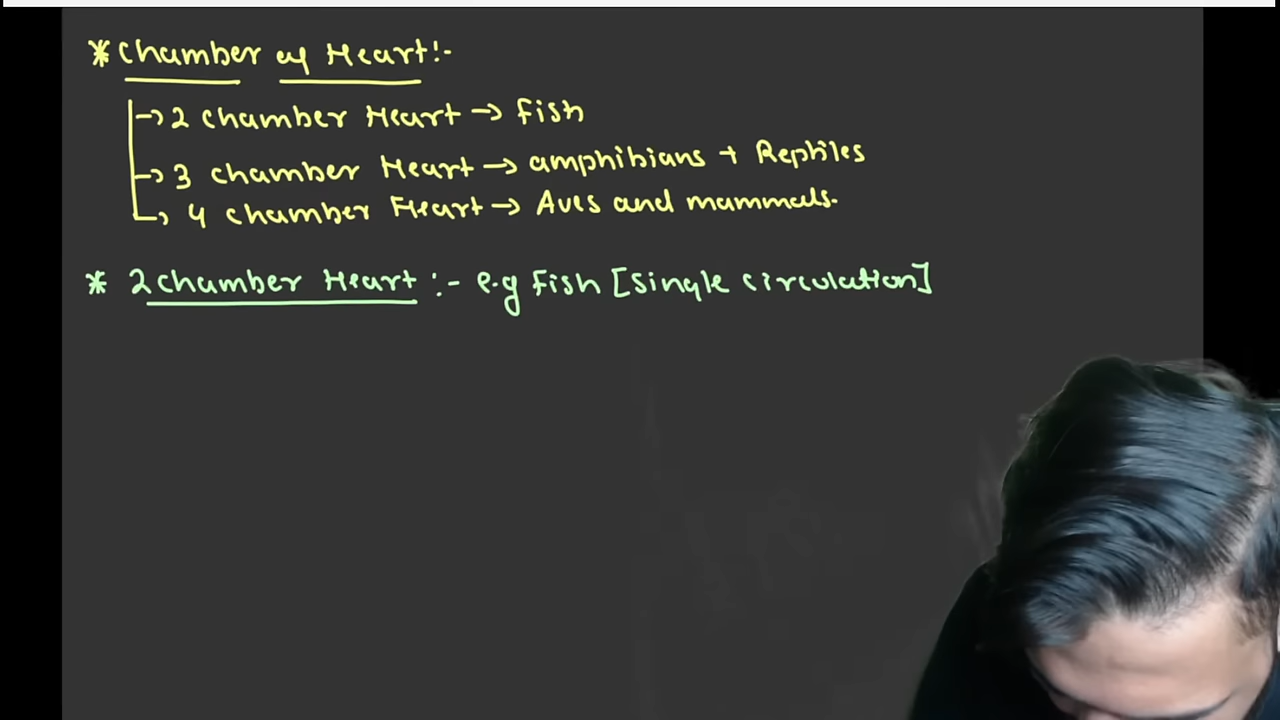 * Chamber of Heart:-
→ 2 chamber Heart → Fish
→ 3 chamber Heart → amphibians + Reptiles
→ 4 chamber Heart → Aves and mammals.
* 2 chamber Heart :- e.g Fish [single circulation]